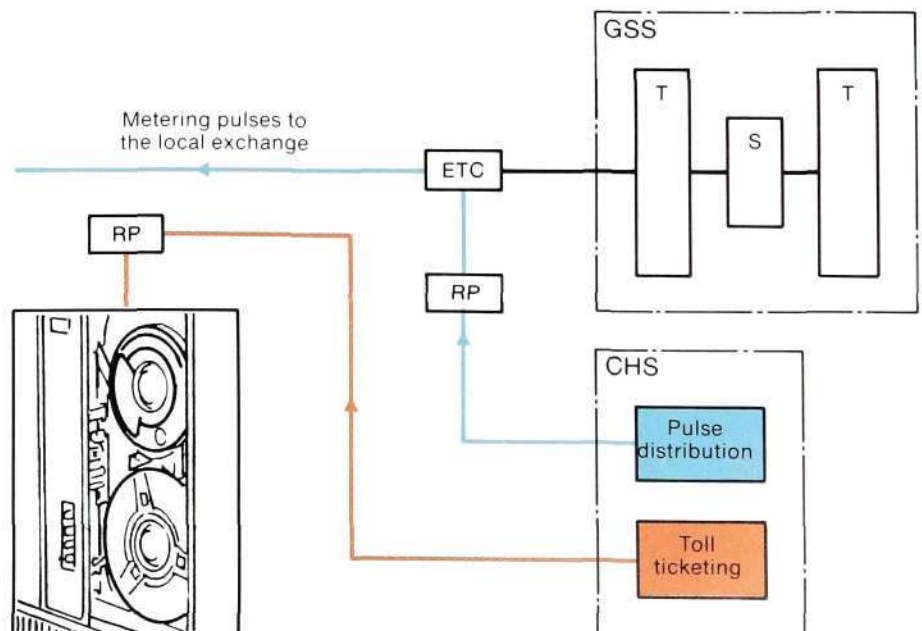 GSS
T
S
T
Metering pulses to
the local exchange
ETC
RP
RP
CHS
Pulse
distribution
Toll
ticketing